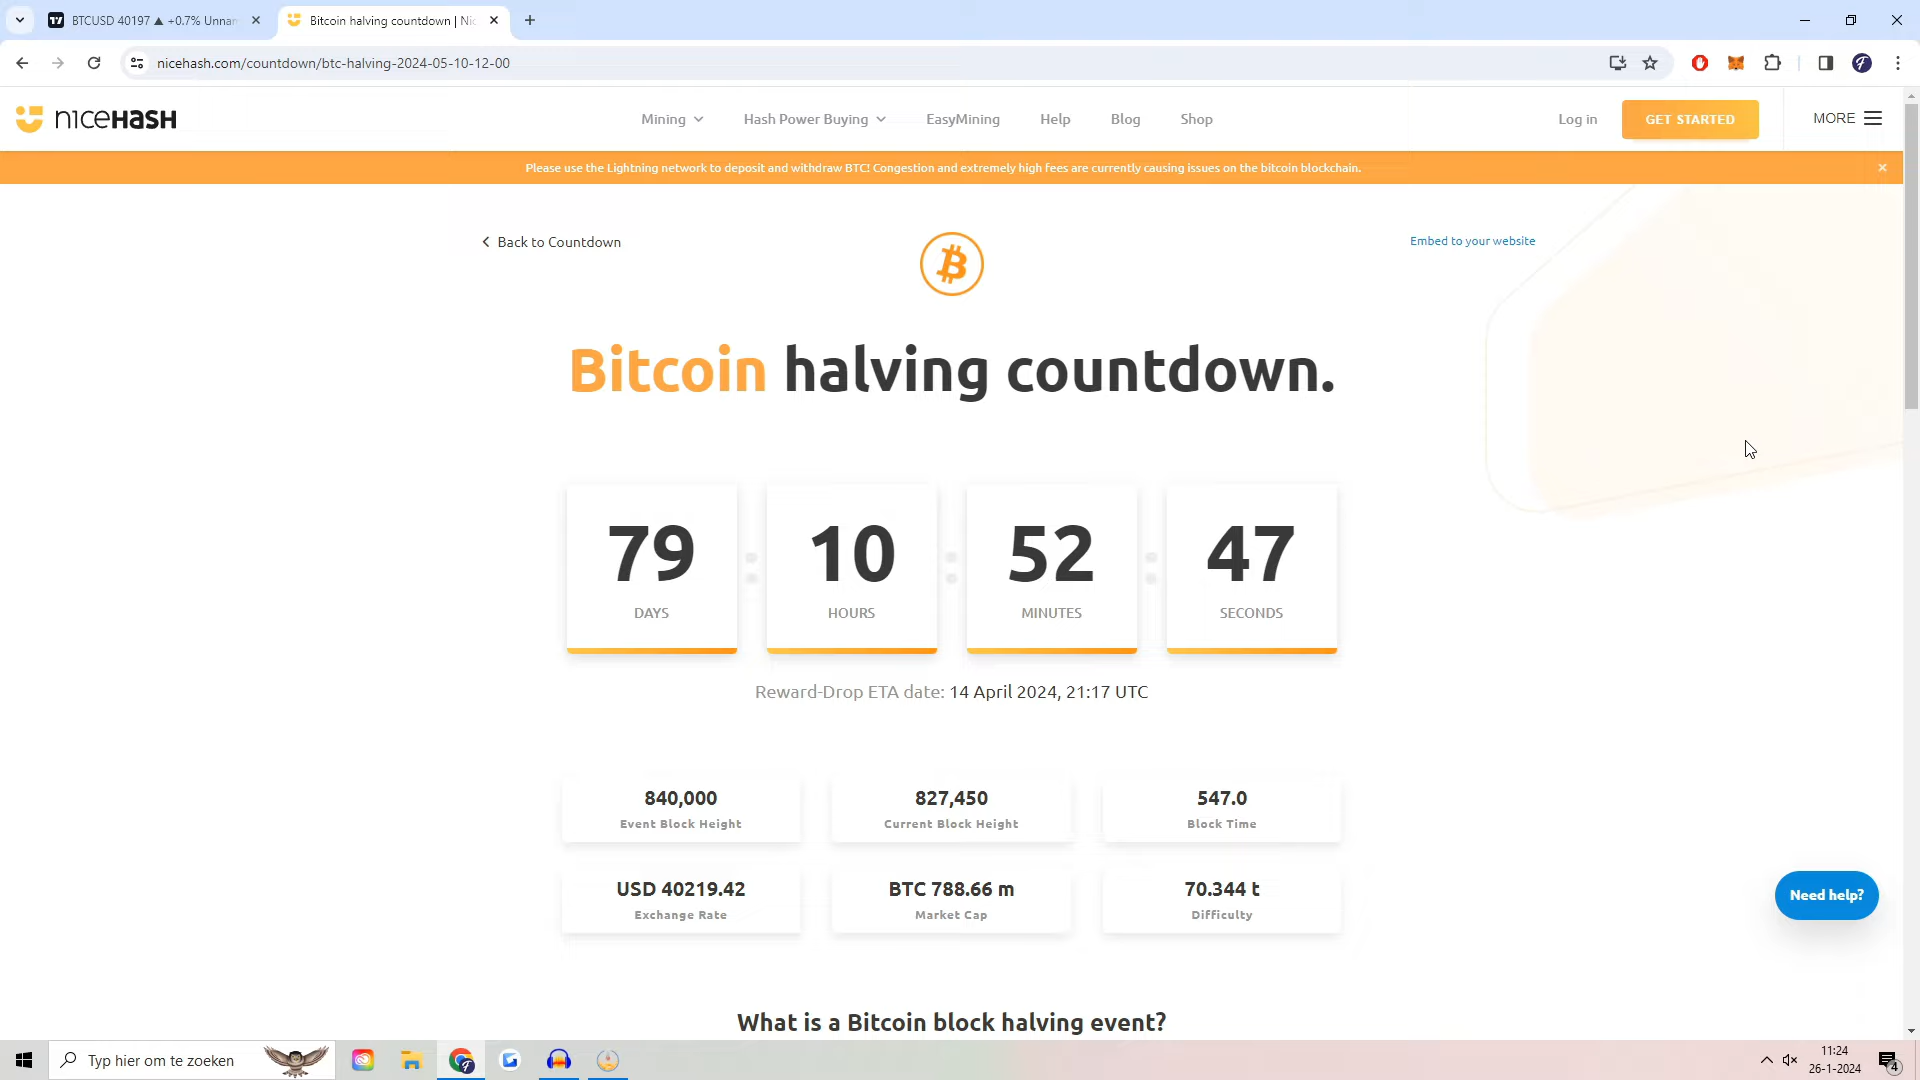 BTCUSD 40197 ▲ +0.7% Unnar
Bitcoin halving countdown | Nic
nicehash.com/countdown/btc-halving-2024-05-10-12-00
niceHASH
Mining
Hash Power Buying
EasyMining
Help
Blog
Shop
Log in
GET STARTED
MORE
Please use the Lightning network to deposit and withdraw BTC! Congestion and extremely high fees are currently causing issues on the bitcoin blockchain.
Back to Countdown
Embed to your website
Bitcoin halving countdown.
79 : 10 : 52 : 47
DAYS HOURS MINUTES SECONDS
Reward-Drop ETA date: 14 April 2024, 21:17 UTC
840,000 827,450 547.0
Event Block Height Current Block Height Block Time
USD 40219.42 BTC 788.66 m 70.344 t
Exchange Rate Market Cap Difficulty
Need help?
What is a Bitcoin block halving event?
Typ hier om te zoeken
11:24
26-1-2024
4